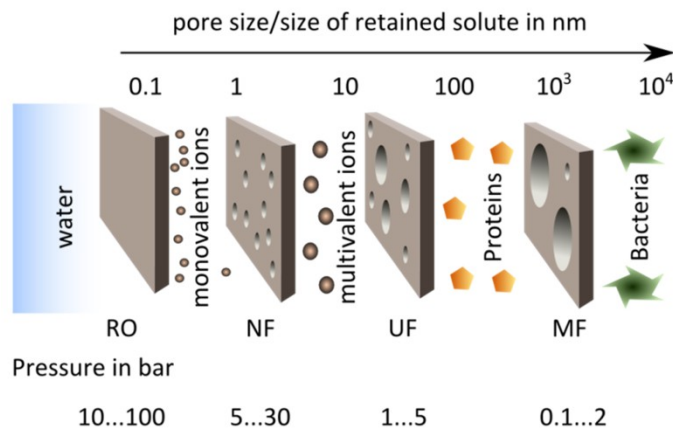 pore size/size of retained solute in nm
0.1 1 10 100 10³ 10⁴
water
monovalent ions
multivalent ions
Proteins
Bacteria
RO NF UF MF
Pressure in bar
10...100 5...30 1...5 0.1...2